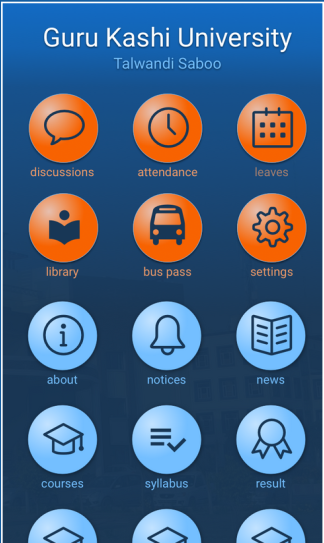 Guru Kashi University
Talwandi Saboo
discussions
attendance
leaves
library
bus pass
settings
about
notices
news
courses
syllabus
result